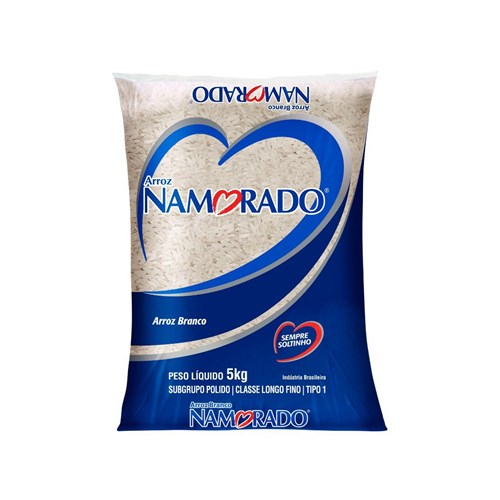 Arroz Branco
NAMORADO
Arroz
NAMORADO®
Arroz Branco
SEMPRE
SOLTINHO
PESO LÍQUIDO 5kg
Indústria Brasileira
SUBGRUPO POLIDO | CLASSE LONGO FINO | TIPO 1
Arroz Branco
NAMORADO